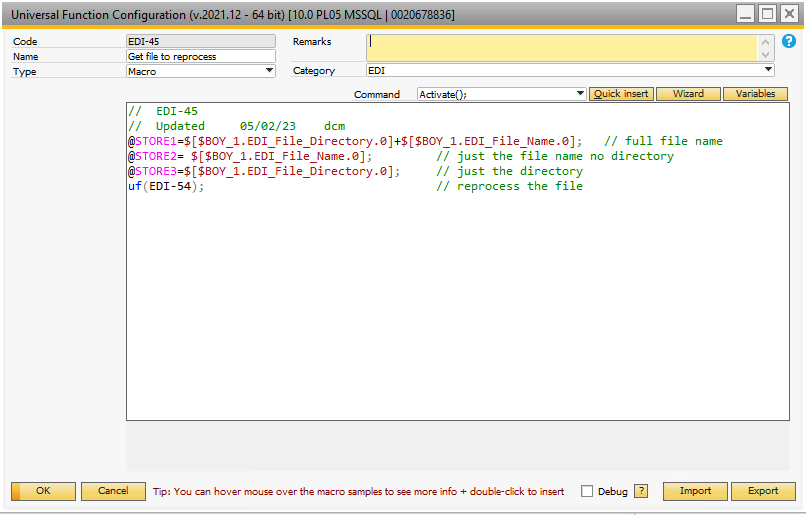 Universal Function Configuration (v.2021.12 - 64 bit) [10.0 PL05 MSSQL | 0020678836]
Code EDI-45 Remarks
Name Get file to reprocess
Type Macro Category EDI
Command Activate(); Quick insert Wizard Variables
// EDI-45
// Updated 05/02/23 dcm
@STORE1=$[$BOY_1.EDI_File_Directory.0]+$[$BOY_1.EDI_File_Name.0]; // full file name
@STORE2= $[$BOY_1.EDI_File_Name.0]; // just the file name no directory
@STORE3=$[$BOY_1.EDI_File_Directory.0]; // just the directory
uf(EDI-54); // reprocess the file
OK Cancel Tip: You can hover mouse over the macro samples to see more info + double-click to insert Debug ? Import Export